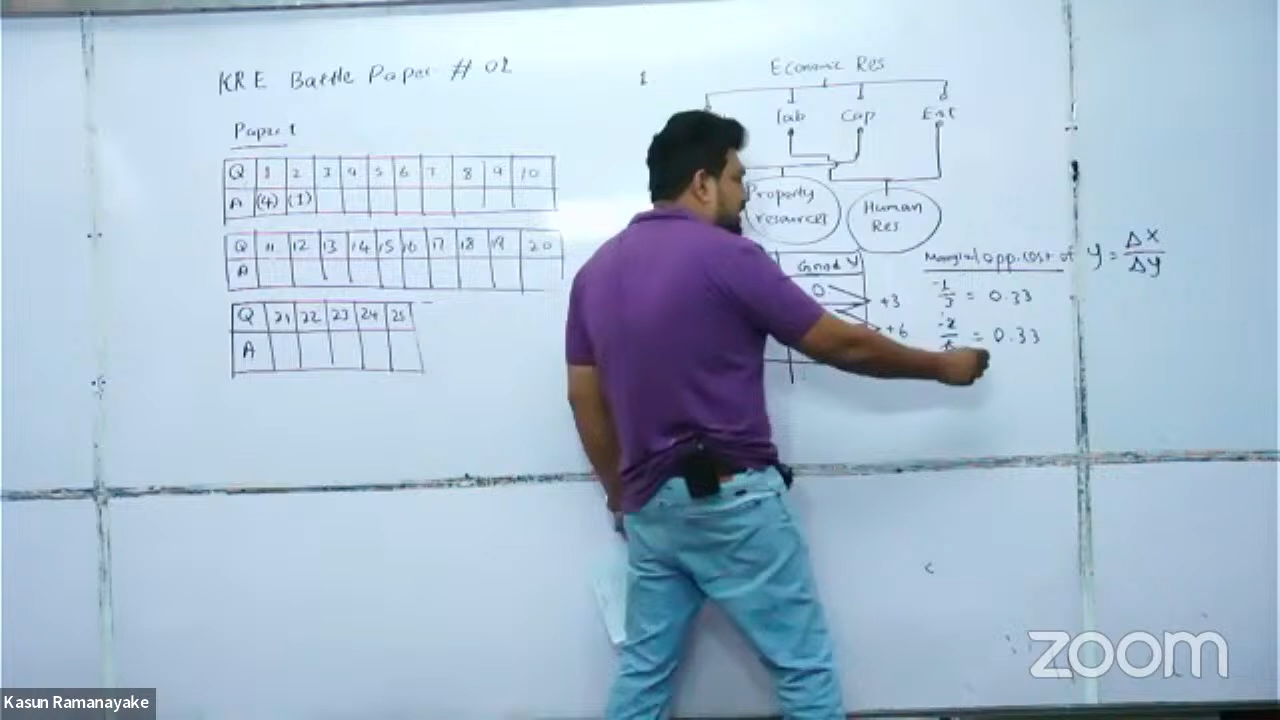 KRE Battle Paper # 02
Paper 1
Q 1 2 3 4 5 6 7 8 9 10
A (4) (1)
Q 11 12 13 14 15 16 17 18 19 20
A
Q 21 22 23 24 25
A
1
Economic Res
lab Cap Ent
Property
resources
Human
Res
Good Y
0
+3
+6
Marginal opp. cost of y = ΔX
Δy
-1
3 = 0.33
-2
6 = 0.33
zoom
Kasun Ramanayake